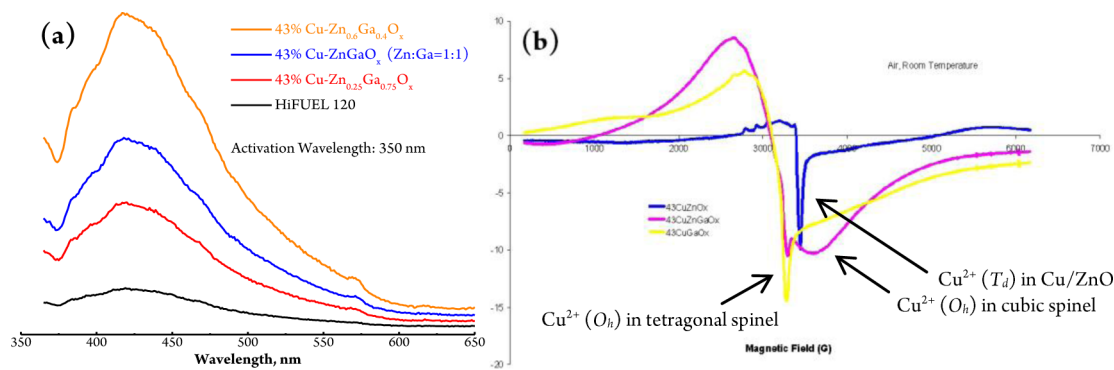 (a)
43% Cu-Zn0.6Ga0.4Ox
43% Cu-ZnGaOx (Zn:Ga=1:1)
43% Cu-Zn0.25Ga0.75Ox
HiFUEL 120
Activation Wavelength: 350 nm
350 400 450 500 550 600 650
Wavelength, nm
(b)
10
5
0
-5
-10
-15
-20
1000 2000 3000 4000 5000 6000 7000
Air, Room Temperature
43CuZnOx
43CuZnGaOx
43CuGaOx
Cu2+ (Td) in Cu/ZnO
Cu2+ (Oh) in cubic spinel
Cu2+ (Oh) in tetragonal spinel
Magnetic Field (G)